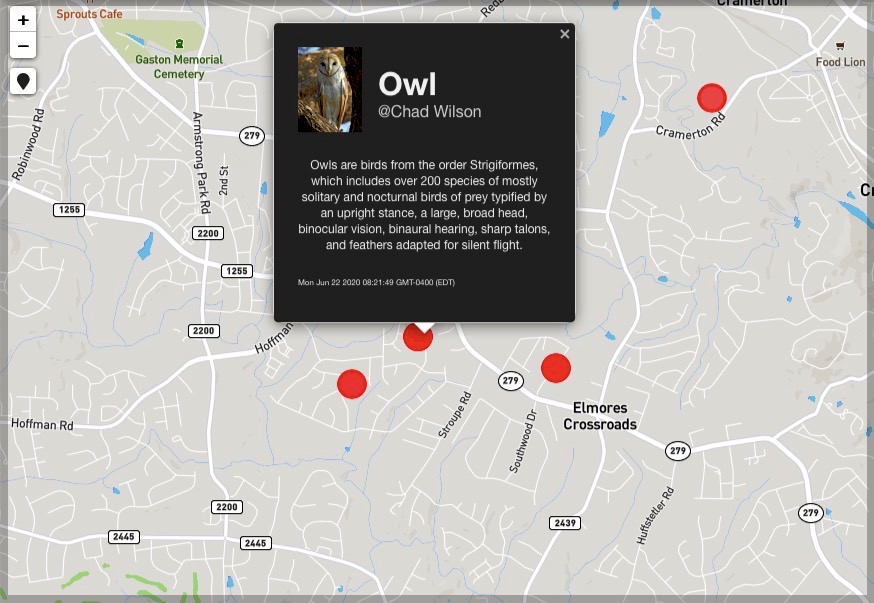 +
−
Sprouts Cafe
Gaston Memorial
Cemetery
Cramerton
Food Lion
Cramerton Rd
Robinwood Rd
Armstrong Park Rd
2nd St
279
1255
2200
1255
2200
×
Owl
@Chad Wilson
Owls are birds from the order Strigiformes,
which includes over 200 species of mostly
solitary and nocturnal birds of prey typified by
an upright stance, a large, broad head,
binocular vision, binaural hearing, sharp talons,
and feathers adapted for silent flight.
Mon Jun 22 2020 08:21:49 GMT-0400 (EDT)
Hoffman
Hoffman Rd
279
Stroupe Rd
Southwood Dr
Elmores
Crossroads
279
Huffstetler Rd
279
2200
2439
2445
2445